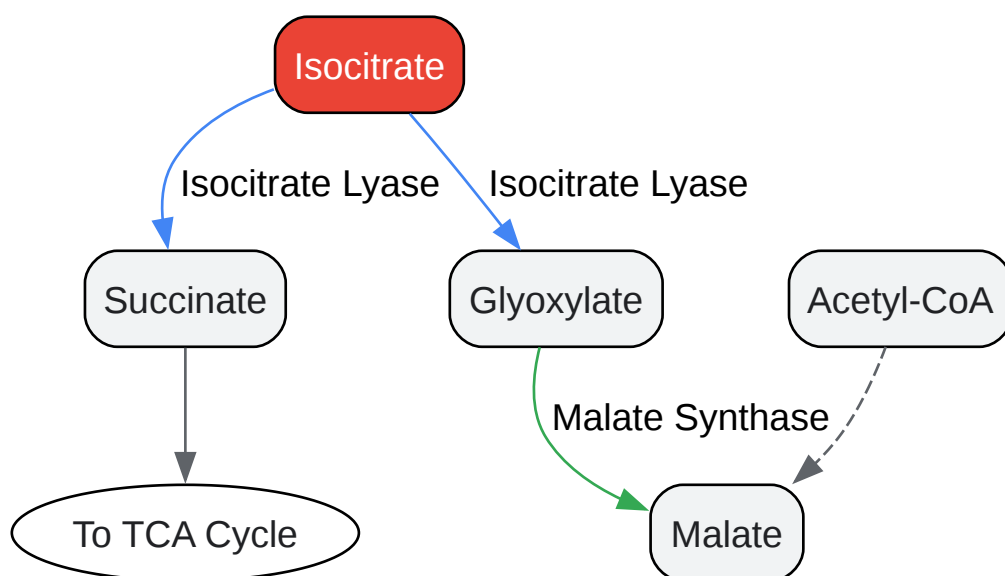 Isocitrate
Isocitrate Lyase
Isocitrate Lyase
Succinate
Glyoxylate
Acetyl-CoA
Malate Synthase
To TCA Cycle
Malate